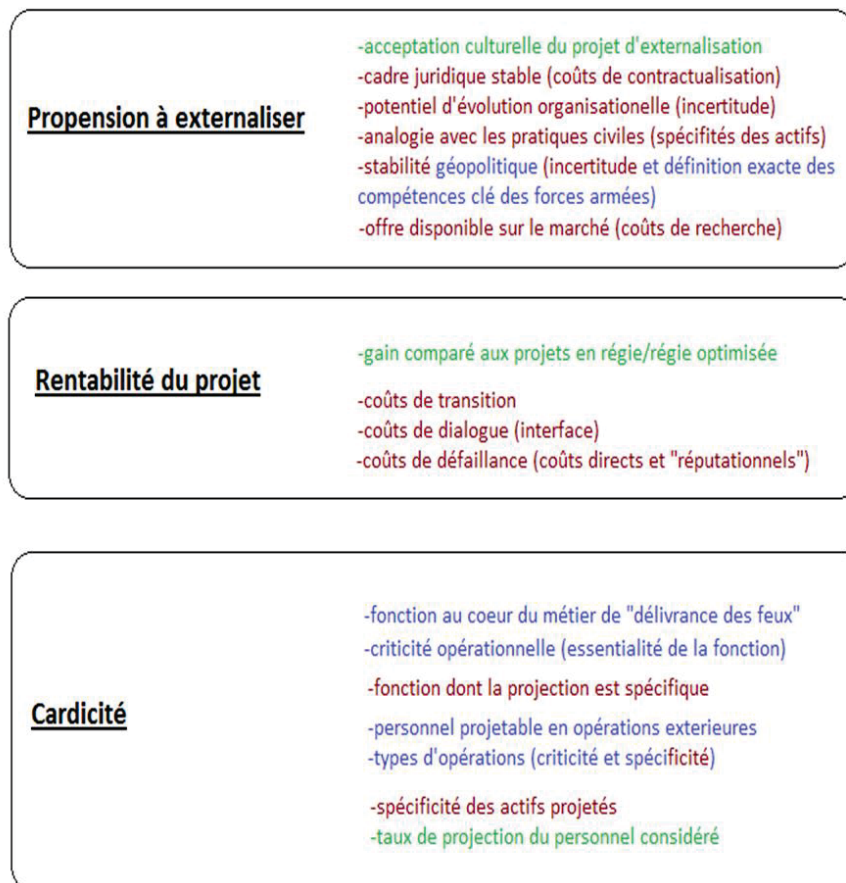 -acceptation culturelle du projet d'externalisation
-cadre juridique stable (coûts de contractualisation)
-potentiel d'évolution organisationelle (incertitude)
Propension à externaliser
-analogie avec les pratiques civiles (spécifités des actifs)
-stabilité géopolitique (incertitude et définition exacte des
compétences clé des forces armées)
-offre disponible sur le marché (coûts de recherche)
-gain comparé aux projets en régie/régie optimisée
Rentabilité du projet
-coûts de transition
-coûts de dialogue (interface)
-coûts de défaillance (coûts directs et "réputationnels")
-fonction au coeur du métier de "délivrance des feux"
-criticité opérationnelle (essentialité de la fonction)
-fonction dont la projection est spécifique
Cardicité
-personnel projetable en opérations exterieures
-types d'opérations (criticité et spécificité)
-spécificité des actifs projetés
-taux de projection du personnel considéré